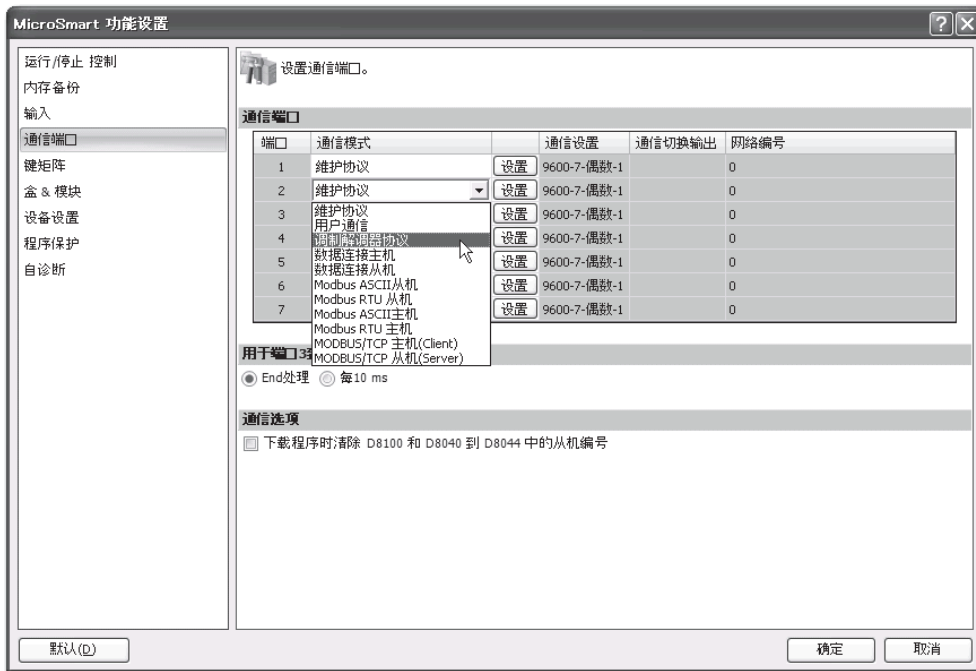 MicroSmart 功能设置
运行/停止 控制
内存备份
输入
通信端口
键矩阵
盒 & 模块
设备设置
程序保护
自诊断
设置通信端口。
通信端口
端口 通信模式 通信设置 通信切换输出 网络编号
1 维护协议 设置 9600-7-偶数-1 0
2 维护协议 设置 9600-7-偶数-1 0
3 设置 9600-7-偶数-1 0
4 设置 9600-7-偶数-1 0
5 设置 9600-7-偶数-1 0
6 设置 9600-7-偶数-1 0
7 设置 9600-7-偶数-1 0
维护协议
用户通信
调制解调器协议
数据连接主机
数据连接从机
Modbus ASCII从机
Modbus RTU 从机
Modbus ASCII主机
Modbus RTU 主机
MODBUS/TCP 主机(Client)
MODBUS/TCP 从机(Server)
用于端口3
End处理 每10 ms
通信选项
下载程序时清除 D8100 和 D8040 到 D8044 中的从机编号
默认(D) 确定 取消